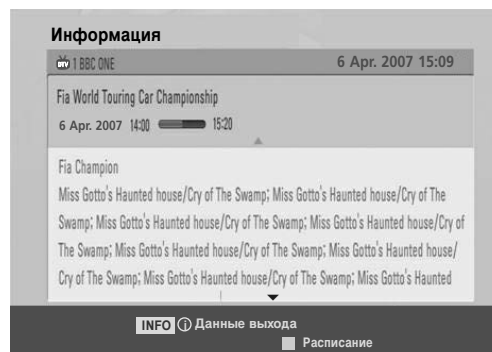 Информация
DTV 1 BBC ONE 6 Apr. 2007 15:09
Fia World Touring Car Championship
6 Apr. 2007 14:00 15:20
Fia Champion
Miss Gotto's Haunted house/Cry of The Swamp; Miss Gotto's Haunted house/Cry of The
Swamp; Miss Gotto's Haunted house/Cry of The Swamp; Miss Gotto's Haunted house/Cry of
The Swamp; Miss Gotto's Haunted house/Cry of The Swamp; Miss Gotto's Haunted house/
Cry of The Swamp; Miss Gotto's Haunted house/Cry of The Swamp; Miss Gotto's Haunted
INFO i Данные выхода
Расписание